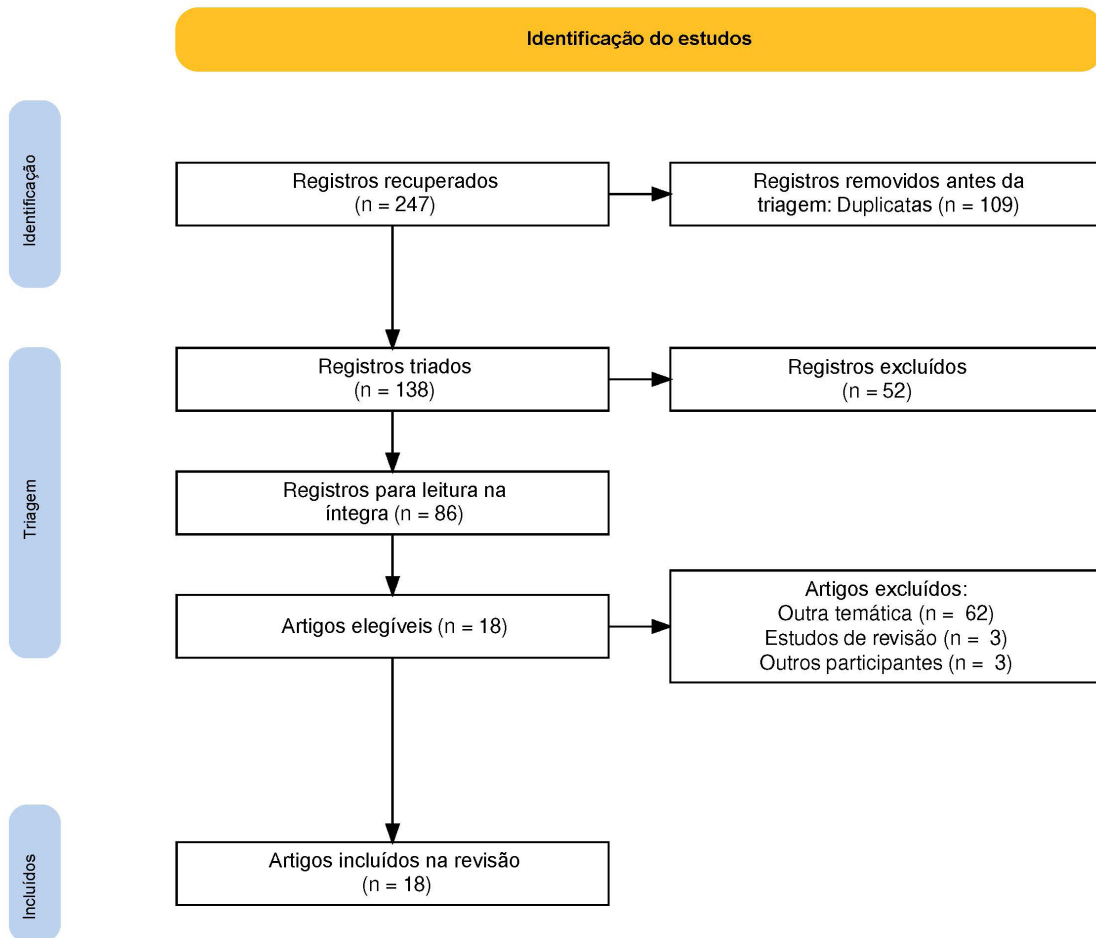 Identificação do estudos
Identificação
Registros recuperados
(n = 247)
Registros removidos antes da
triagem: Duplicatas (n = 109)
Triagem
Registros triados
(n = 138)
Registros excluídos
(n = 52)
Registros para leitura na
íntegra (n = 86)
Artigos elegíveis (n = 18)
Artigos excluídos:
Outra temática (n = 62)
Estudos de revisão (n = 3)
Outros participantes (n = 3)
Incluídos
Artigos incluídos na revisão
(n = 18)